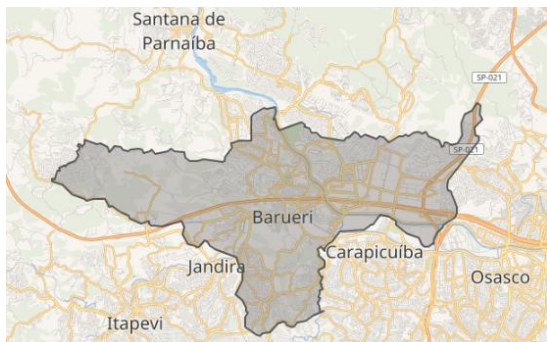 Santana de
Parnaíba
SP-021
SP-021
Barueri
Jandira
Carapicuíba
Osasco
Itapevi